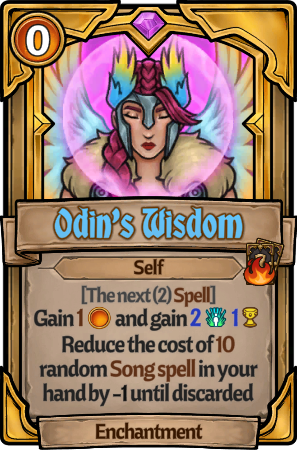 0
Odin's Wisdom
Self
[The next (2) Spell]
Gain 1 and gain 2 1
Reduce the cost of 10
random Song spell in your
hand by -1 until discarded
Enchantment